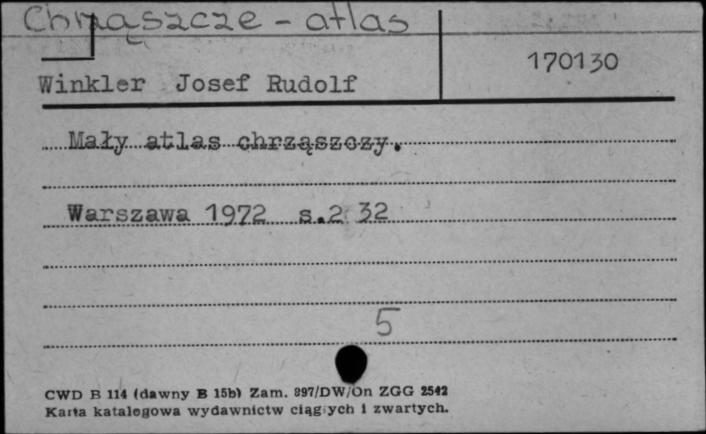 Chrząszcze - atlas
170130
Winkler Josef Rudolf
Mały atlas chrząszczy.
Warszawa 1972 s.2 32
5
CWD B 114 (dawny B 15b) Zam. 897/DW/On ZGG 2542
Karta katalogowa wydawnictw ciągłych i zwartych.